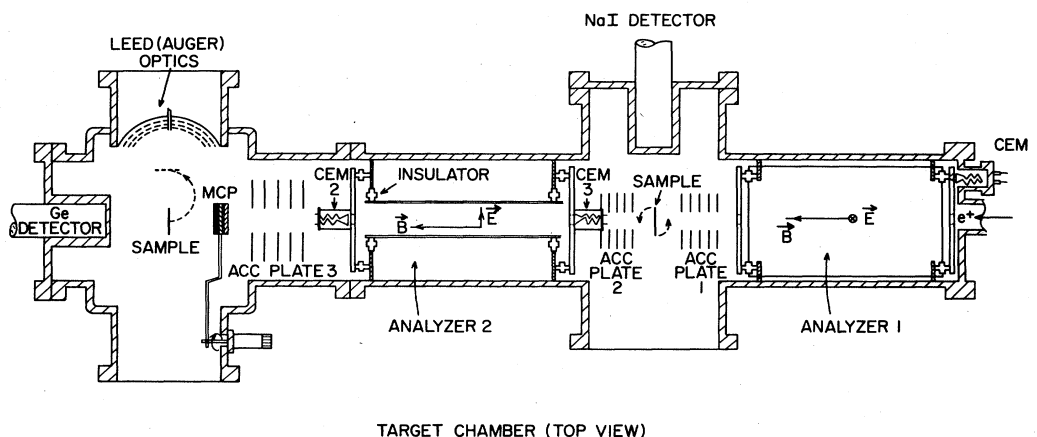 NaI DETECTOR
LEED (AUGER)
OPTICS
CEM
CEM
2
INSULATOR
CEM
3
SAMPLE
MCP
Ge
DETECTOR
SAMPLE
B
E
B
E
e+
ACC PLATE 3
ACC
PLATE
2
ACC
PLATE
1
ANALYZER 2
ANALYZER 1
TARGET CHAMBER (TOP VIEW)